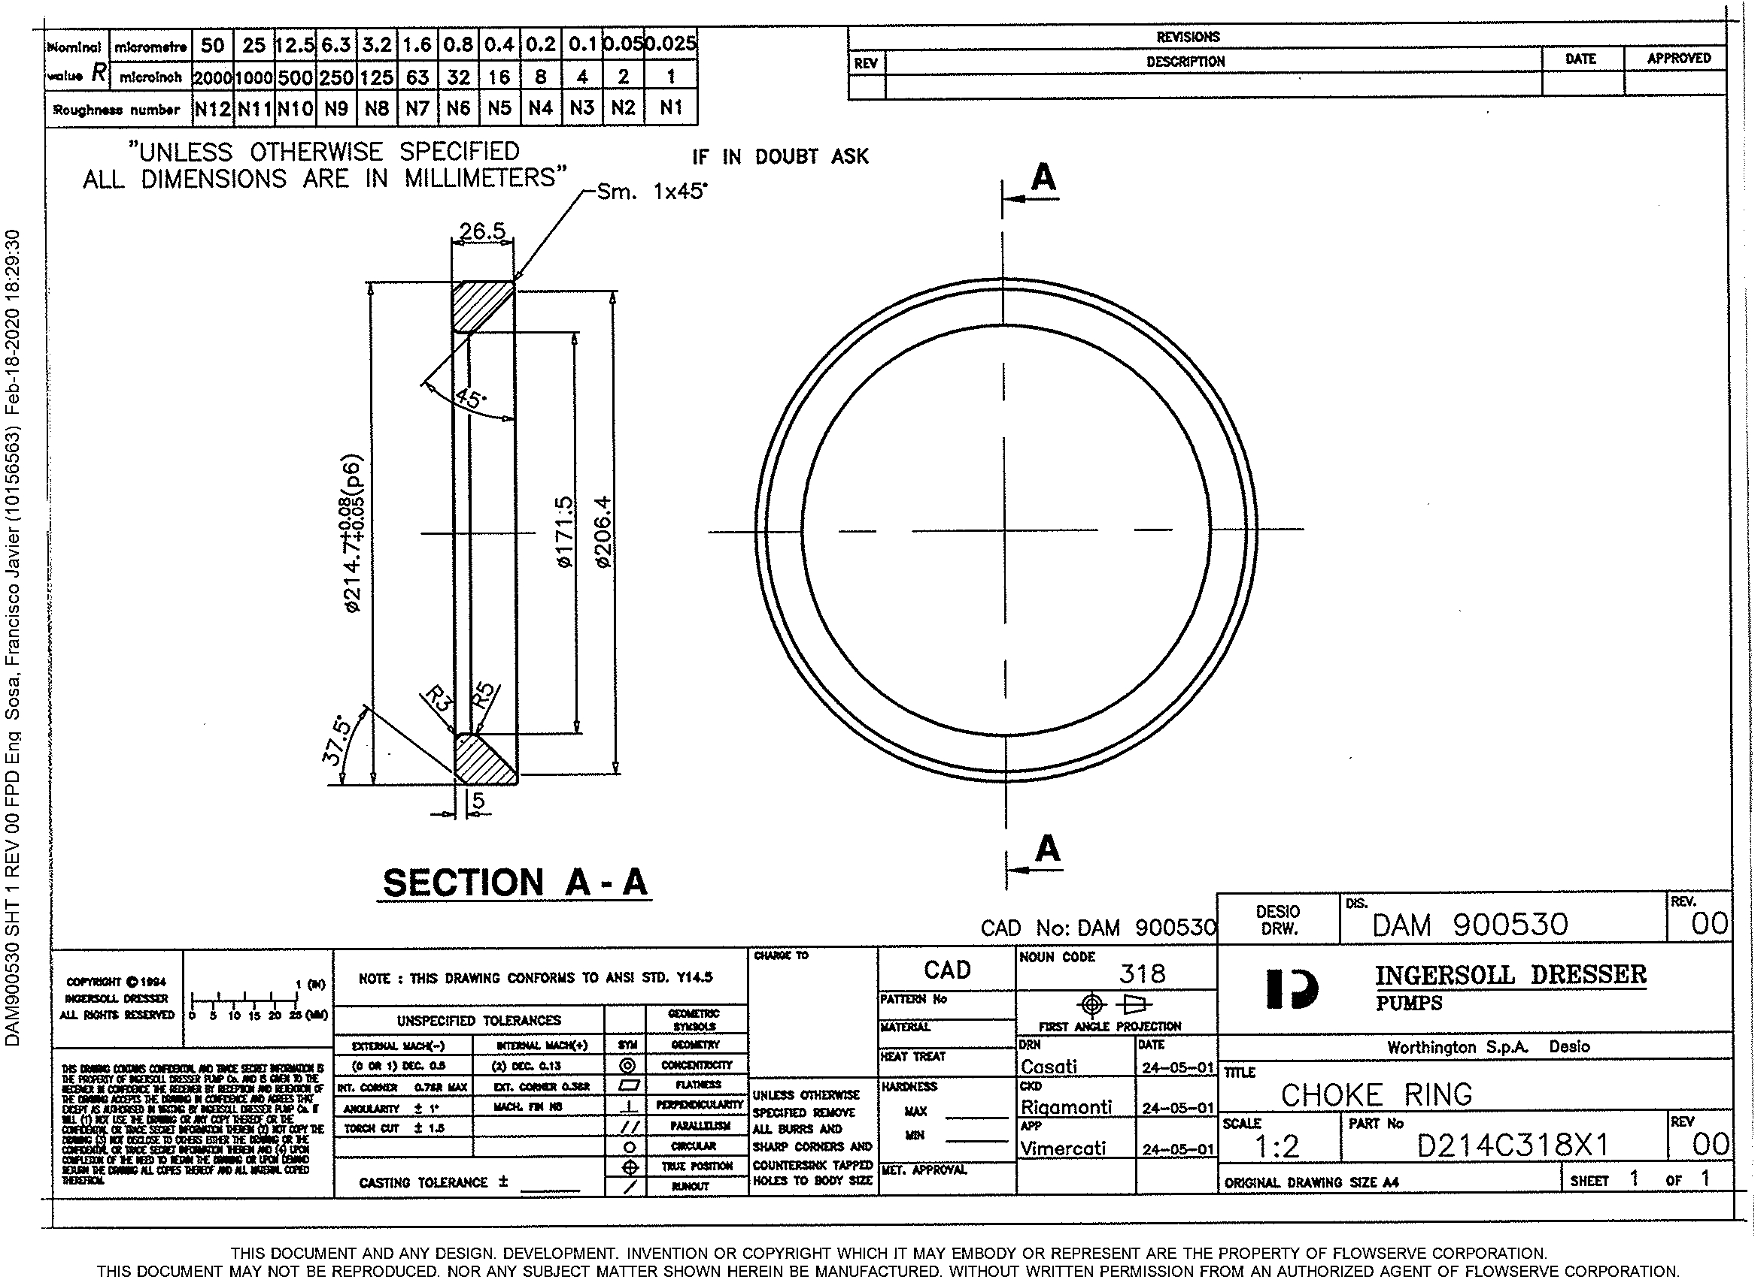 Nominal value R micrometre 50 25 12.5 6.3 3.2 1.6 0.8 0.4 0.2 0.1 0.05 0.025
microinch 2000 1000 500 250 125 63 32 16 8 4 2 1
Roughness number N12 N11 N10 N9 N8 N7 N6 N5 N4 N3 N2 N1
REVISIONS
REV DESCRIPTION DATE APPROVED
"UNLESS OTHERWISE SPECIFIED
ALL DIMENSIONS ARE IN MILLIMETERS"
IF IN DOUBT ASK
Sm. 1x45°
26.5
45°
ø214.7+0.08+0.05(p6)
ø171.5
ø206.4
R3
R5
37.5°
5
A
A
SECTION A-A
DAM900530 SHT 1 REV 00 FPD Eng Sosa, Francisco Javier (10156563) Feb-18-2020 18:29:30
CAD No: DAM 900530
DESIO
DRW.
DIS.
DAM 900530
REV.
00
COPYRIGHT © 1994
INGERSOLL DRESSER
ALL RIGHTS RESERVED
1 (IN)
0 5 10 15 20 25 (MM)
THIS DRAWING CONTAINS CONFIDENTIAL AND TRADE SECRET INFORMATION IS
THE PROPERTY OF INGERSOLL DRESSER PUMP Co. AND IS GIVEN TO THE
RECEIVER IN CONFIDENCE. THE RECEIVER BY RECEPTION AND RETENTION OF
THE DRAWING ACCEPTS THE DRAWING IN CONFIDENCE AND AGREES THAT
EXCEPT AS AUTHORISED IN WRITING BY INGERSOLL DRESSER PUMP Co. IT
WILL (1) NOT USE THE DRAWING OR ANY COPY THEREOF OR THE
CONFIDENTIAL OR TRADE SECRET INFORMATION THEREIN (2) NOT COPY THE
DRAWING (3) NOT DISCLOSE TO OTHERS EITHER THE DRAWING OR THE
CONFIDENTIAL OR TRADE SECRET INFORMATION THEREIN AND (4) UPON
COMPLETION OF THE NEED TO RETAIN THE DRAWING OR UPON DEMAND
RETURN THE DRAWING ALL COPIES THEREOF AND ALL MATERIAL COPIED
THEREFROM.
NOTE : THIS DRAWING CONFORMS TO ANSI STD. Y14.5
UNSPECIFIED TOLERANCES
GEOMETRIC
SYMBOLS
EXTERNAL MACH(-) INTERNAL MACH(+) SYM GEOMETRY
(0 OR 1) DEC. 0.5 (2) DEC. 0.13 CONCENTRICITY
INT. CORNER 0.76R MAX EXT. CORNER 0.38R FLATNESS
ANGULARITY ± 1° MACH. FIN N8 PERPENDICULARITY
TORCH CUT ± 1.5 PARALLELISM
CIRCULAR
TRUE POSITION
CASTING TOLERANCE ± RUNOUT
CHANGE TO
UNLESS OTHERWISE
SPECIFIED REMOVE
ALL BURRS AND
SHARP CORNERS AND
COUNTERSINK TAPPED
HOLES TO BODY SIZE
CAD
PATTERN No
MATERIAL
HEAT TREAT
HARDNESS
MAX
MIN
MET. APPROVAL
NOUN CODE
318
FIRST ANGLE PROJECTION
DRN DATE
Casati 24-05-01
CKD
Rigamonti 24-05-01
APP
Vimercati 24-05-01
INGERSOLL DRESSER
PUMPS
Worthington S.p.A. Desio
TITLE
CHOKE RING
SCALE
1:2
PART No
D214C318X1
REV
00
ORIGINAL DRAWING SIZE A4
SHEET 1 OF 1
THIS DOCUMENT AND ANY DESIGN. DEVELOPMENT. INVENTION OR COPYRIGHT WHICH IT MAY EMBODY OR REPRESENT ARE THE PROPERTY OF FLOWSERVE CORPORATION.
THIS DOCUMENT MAY NOT BE REPRODUCED. NOR ANY SUBJECT MATTER SHOWN HEREIN BE MANUFACTURED. WITHOUT WRITTEN PERMISSION FROM AN AUTHORIZED AGENT OF FLOWSERVE CORPORATION.